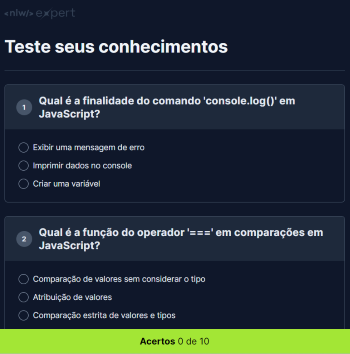 <nlw/> expert
Teste seus conhecimentos
1
Qual é a finalidade do comando 'console.log()' em
JavaScript?
Exibir uma mensagem de erro
Imprimir dados no console
Criar uma variável
2
Qual é a função do operador '===' em comparações em
JavaScript?
Comparação de valores sem considerar o tipo
Atribuição de valores
Comparação estrita de valores e tipos
Acertos 0 de 10